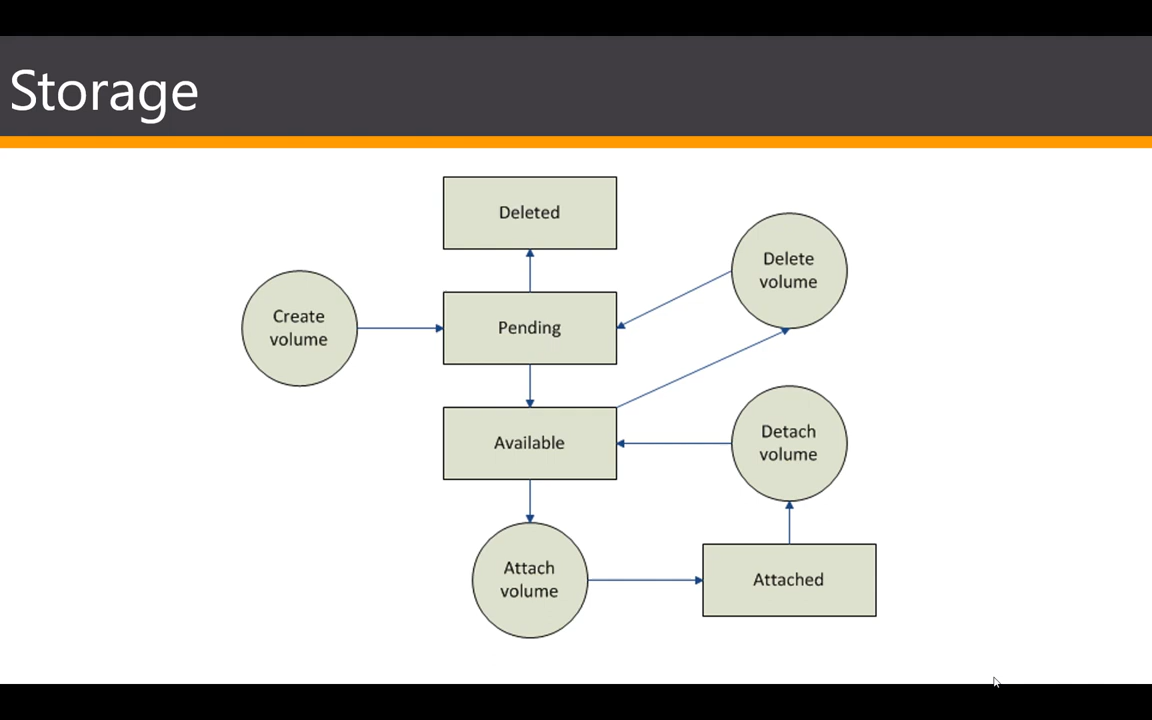 Storage
Deleted
Delete
volume
Create
volume
Pending
Available
Detach
volume
Attach
volume
Attached